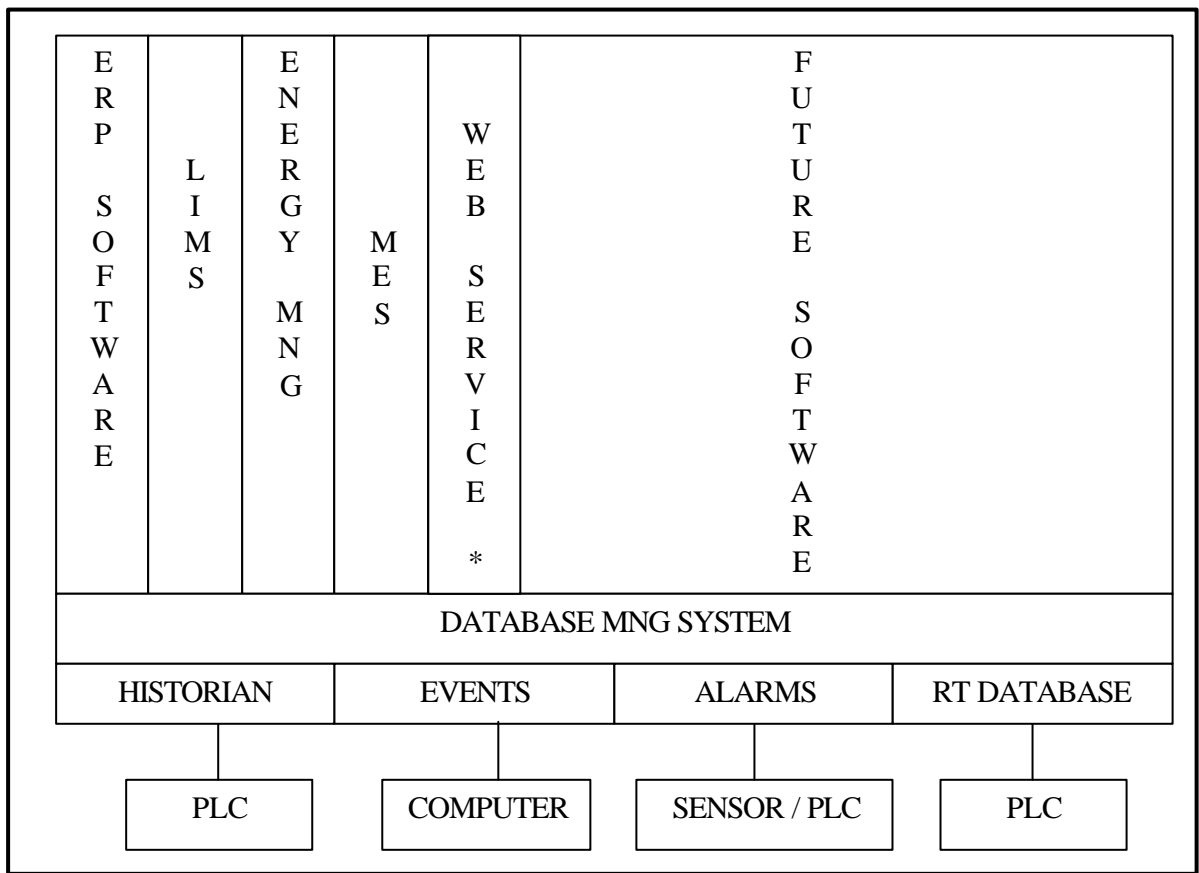 ERP SOFTWARE
LIMS
ENERGY MNG
MES
WEB SERVICE *
FUTURE SOFTWARE
DATABASE MNG SYSTEM
HISTORIAN
EVENTS
ALARMS
RT DATABASE
PLC
COMPUTER
SENSOR / PLC
PLC